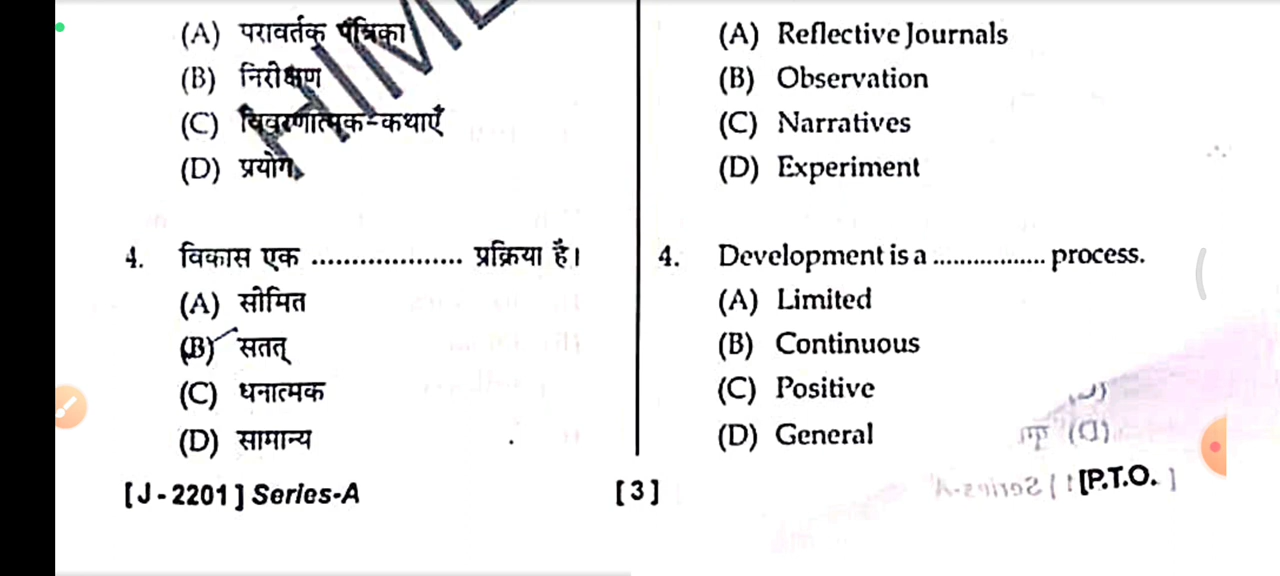 (A) परावर्तक पत्रिका
(B) निरीक्षण
(C) विवरणात्मक-कथाएँ
(D) प्रयोग
4. विकास एक ................... प्रक्रिया है।
(A) सीमित
(B) सतत्
(C) धनात्मक
(D) सामान्य
[ J - 2201 ] Series-A
(A) Reflective Journals
(B) Observation
(C) Narratives
(D) Experiment
4. Development is a ................. process.
(A) Limited
(B) Continuous
(C) Positive
(D) General
[ 3 ]
[P.T.O.